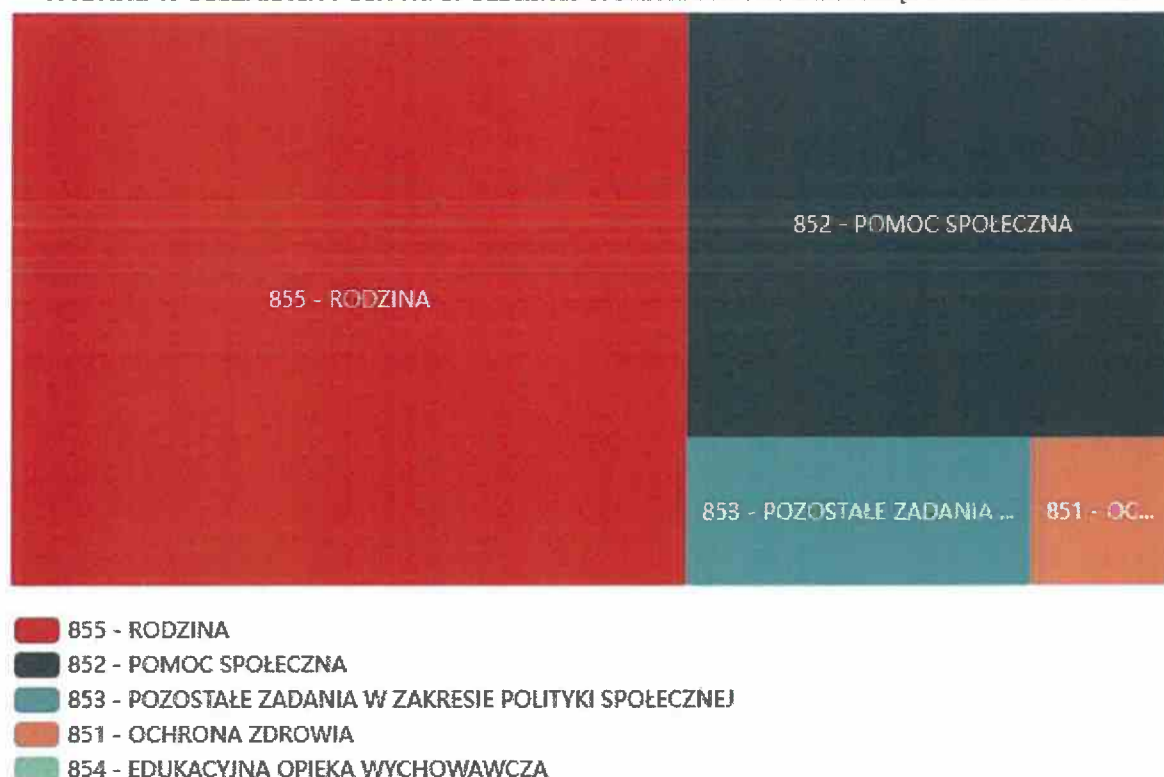 852 - POMOC SPOŁECZNA
855 - RODZINA
853 - POZOSTAŁE ZADANIA ...
851 - OC...
855 - RODZINA
852 - POMOC SPOŁECZNA
853 - POZOSTAŁE ZADANIA W ZAKRESIE POLITYKI SPOŁECZNEJ
851 - OCHRONA ZDROWIA
854 - EDUKACYJNA OPIEKA WYCHOWAWCZA